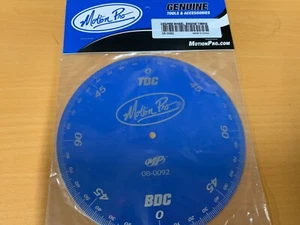 Motion Pro
GENUINE
TOOLS & ACCESSORIES
MotionPro.com
0
TDC
45
45
90
90
Motion Pro
MP
08-0092
45
45
BDC
0